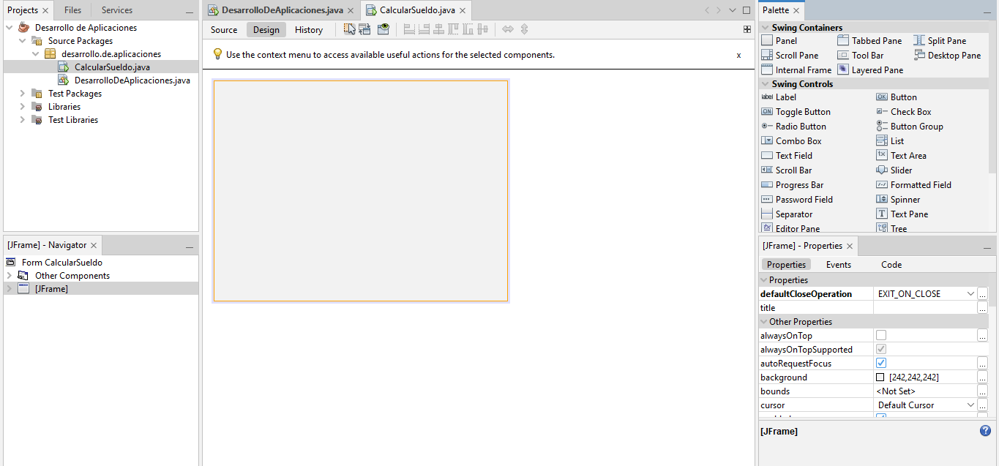 Projects Files Services
Desarrollo de Aplicaciones
Source Packages
desarrollo.de.aplicaciones
CalcularSueldo.java
DesarrolloDeAplicaciones.java
Test Packages
Libraries
Test Libraries
[JFrame] - Navigator
Form CalcularSueldo
Other Components
[JFrame]
DesarrolloDeAplicaciones.java CalcularSueldo.java
Source Design History
Use the context menu to access available useful actions for the selected components. x
Palette
Swing Containers
Panel Tabbed Pane Split Pane
Scroll Pane Tool Bar Desktop Pane
Internal Frame Layered Pane
Swing Controls
label Label OK Button
ON Toggle Button Check Box
Radio Button Button Group
Combo Box List
Text Field Text Area
Scroll Bar Slider
Progress Bar Formatted Field
Password Field Spinner
Separator T Text Pane
Editor Pane Tree
[JFrame] - Properties
Properties Events Code
Properties
defaultCloseOperation EXIT_ON_CLOSE ...
title ...
Other Properties
alwaysOnTop ...
alwaysOnTopSupported
autoRequestFocus ...
background [242,242,242] ...
bounds <Not Set> ...
cursor Default Cursor ...
[JFrame] ?